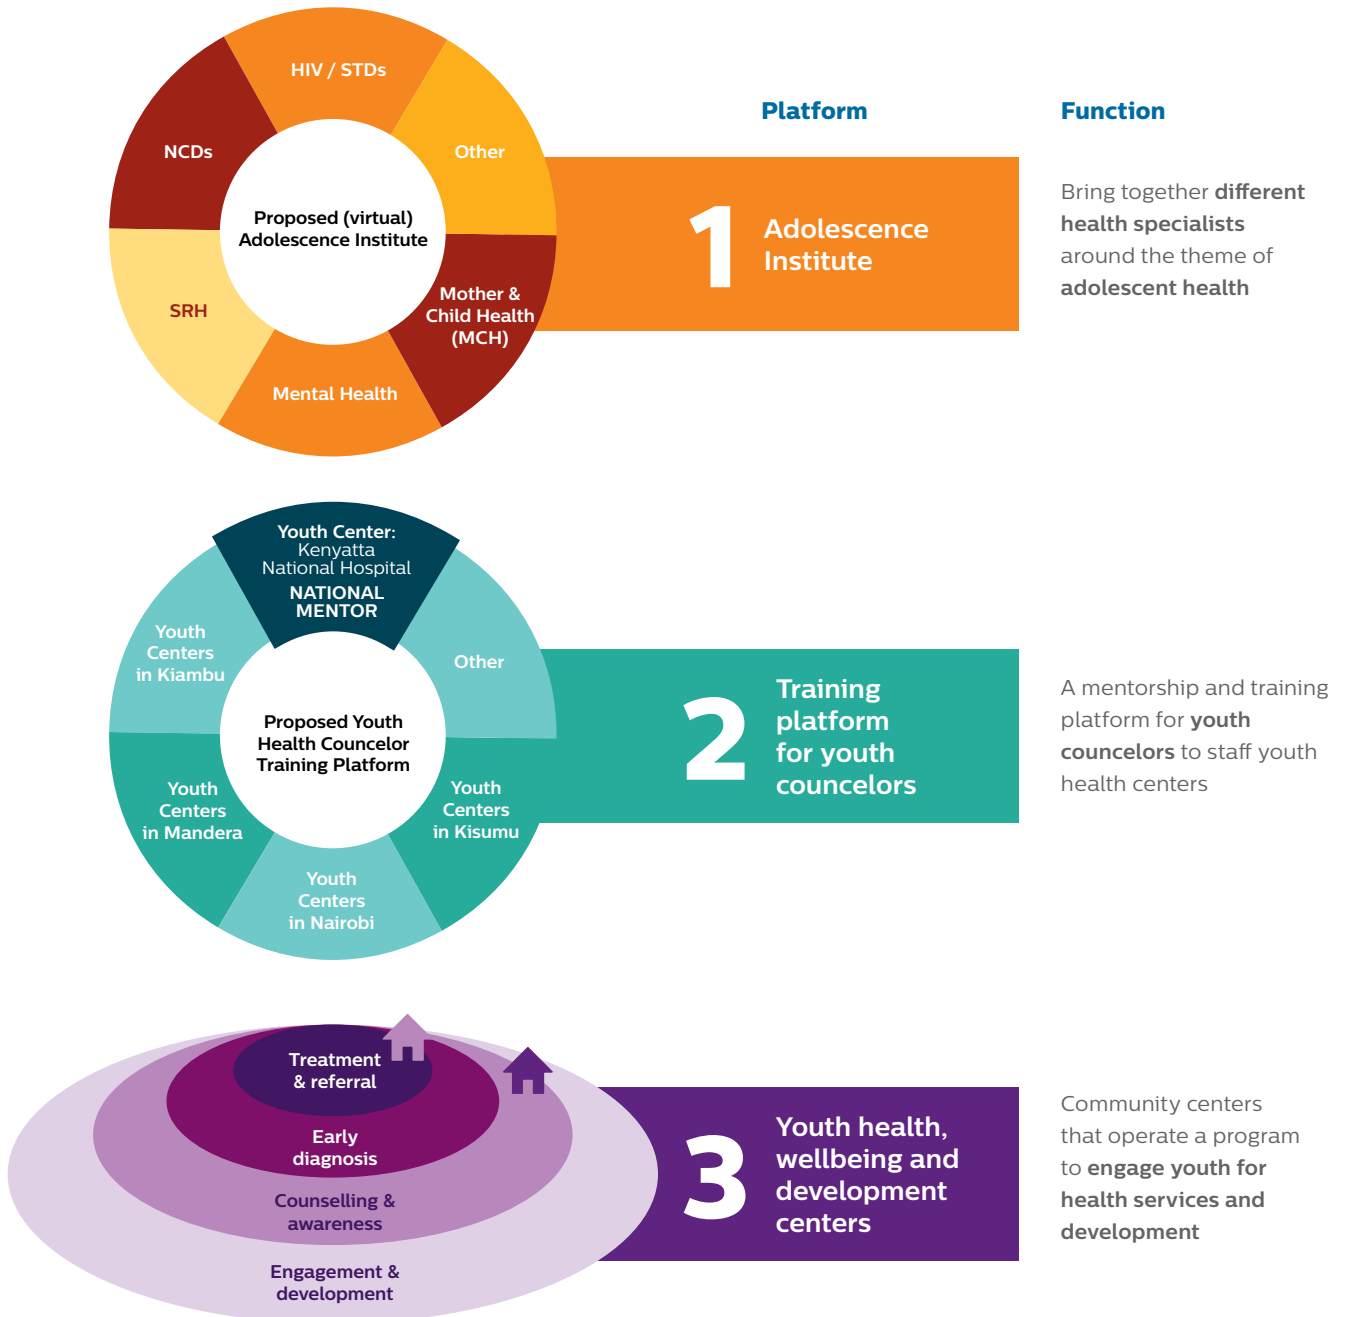 HIV / STDs
NCDs
Other
Proposed (virtual)
Adolescence Institute
SRH
Mother &
Child Health
(MCH)
Mental Health
Platform
Function
1
Adolescence
Institute
Bring together different
health specialists
around the theme of
adolescent health
Youth Center:
Kenyatta
National Hospital
NATIONAL
MENTOR
Youth
Centers
in Kiambu
Other
Proposed Youth
Health Councelor
Training Platform
Youth
Centers
in Mandera
Youth
Centers
in Kisumu
Youth
Centers
in Nairobi
2
Training
platform
for youth
councelors
A mentorship and training
platform for youth
councelors to staff youth
health centers
Treatment
& referral
Early
diagnosis
Counselling &
awareness
Engagement &
development
3
Youth health,
wellbeing and
development
centers
Community centers
that operate a program
to engage youth for
health services and
development